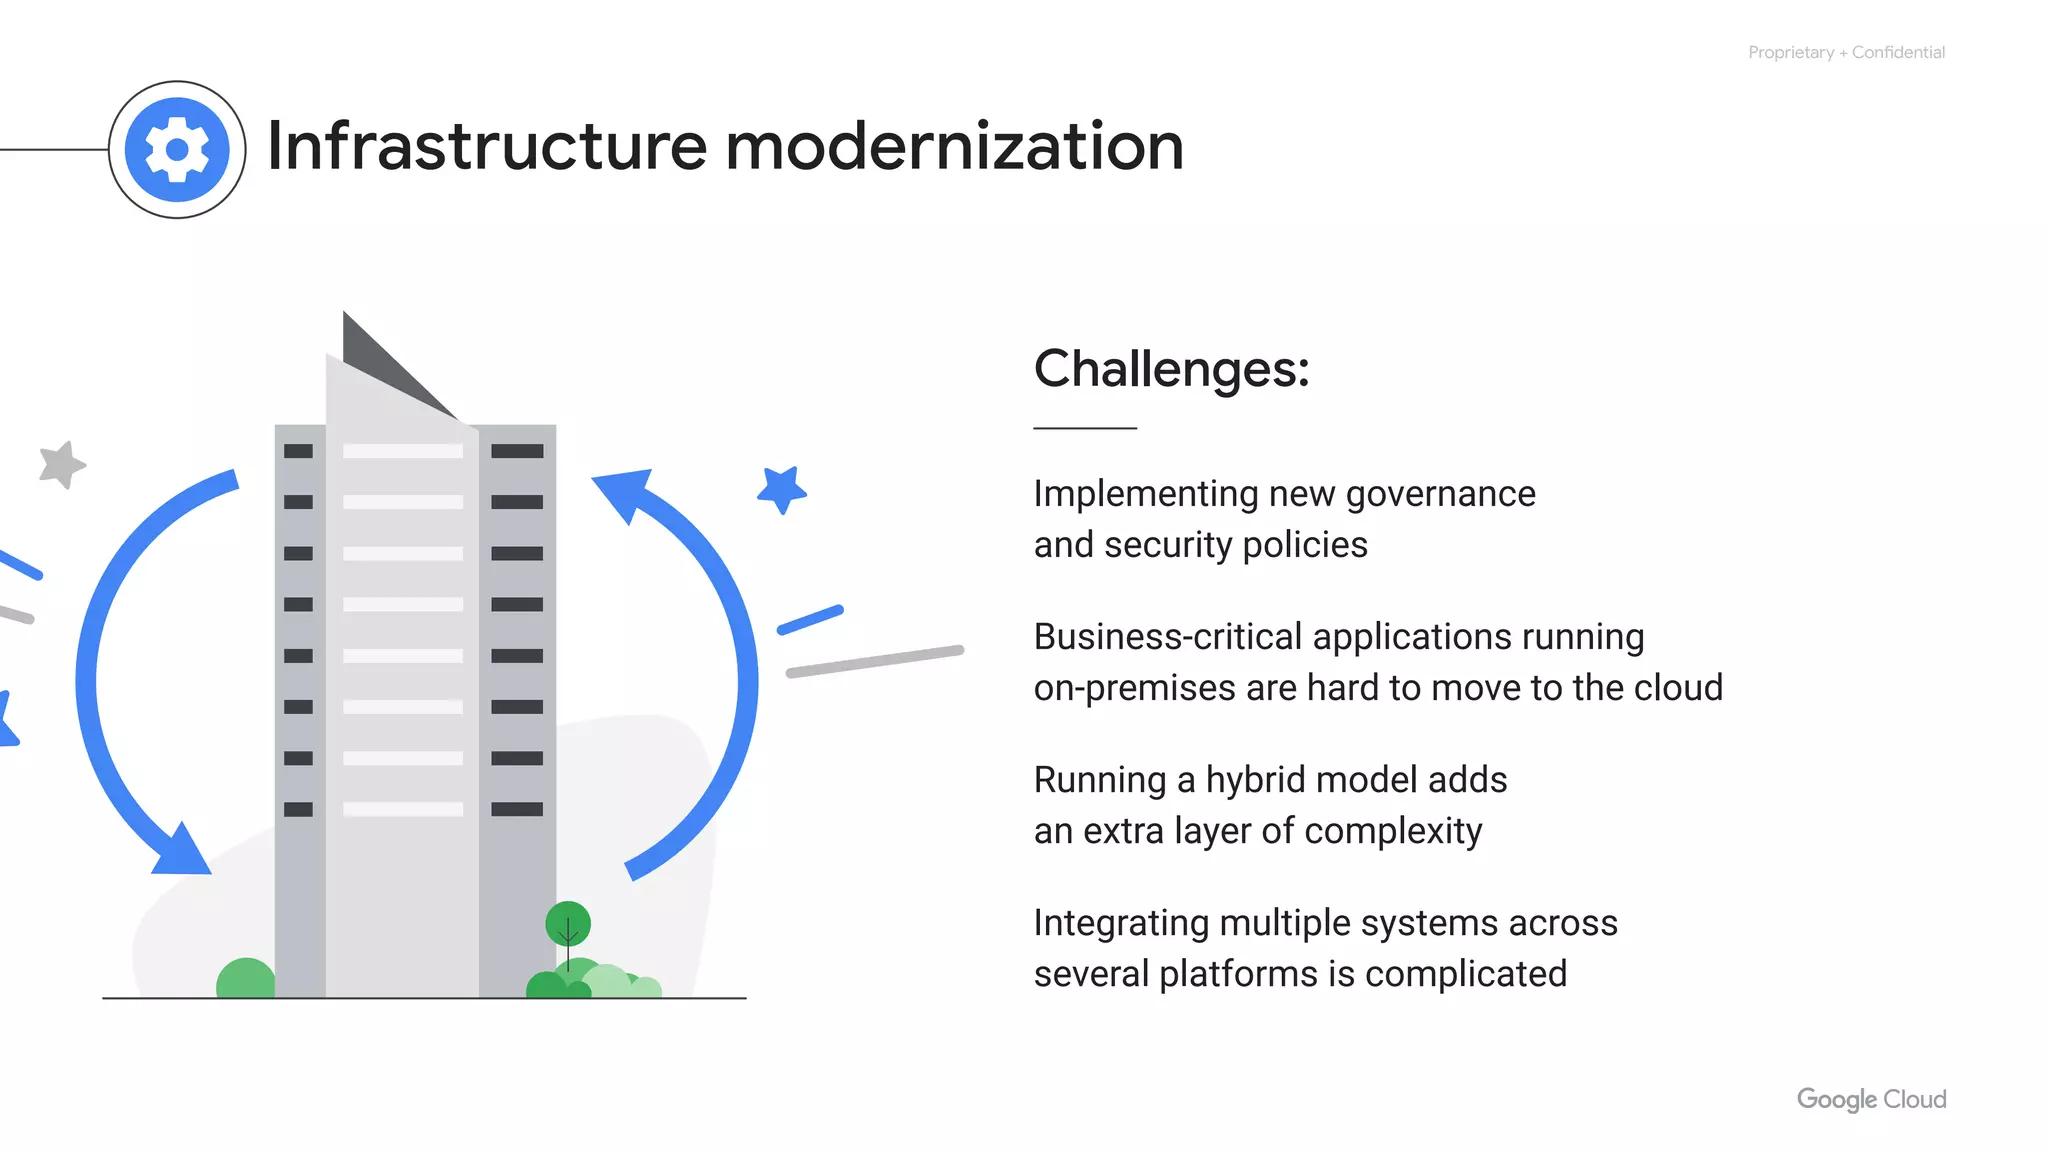 Proprietary + Confidential
Infrastructure modernization
Challenges:
Implementing new governance
and security policies
Business-critical applications running
on-premises are hard to move to the cloud
Running a hybrid model adds
an extra layer of complexity
Integrating multiple systems across
several platforms is complicated
Google Cloud